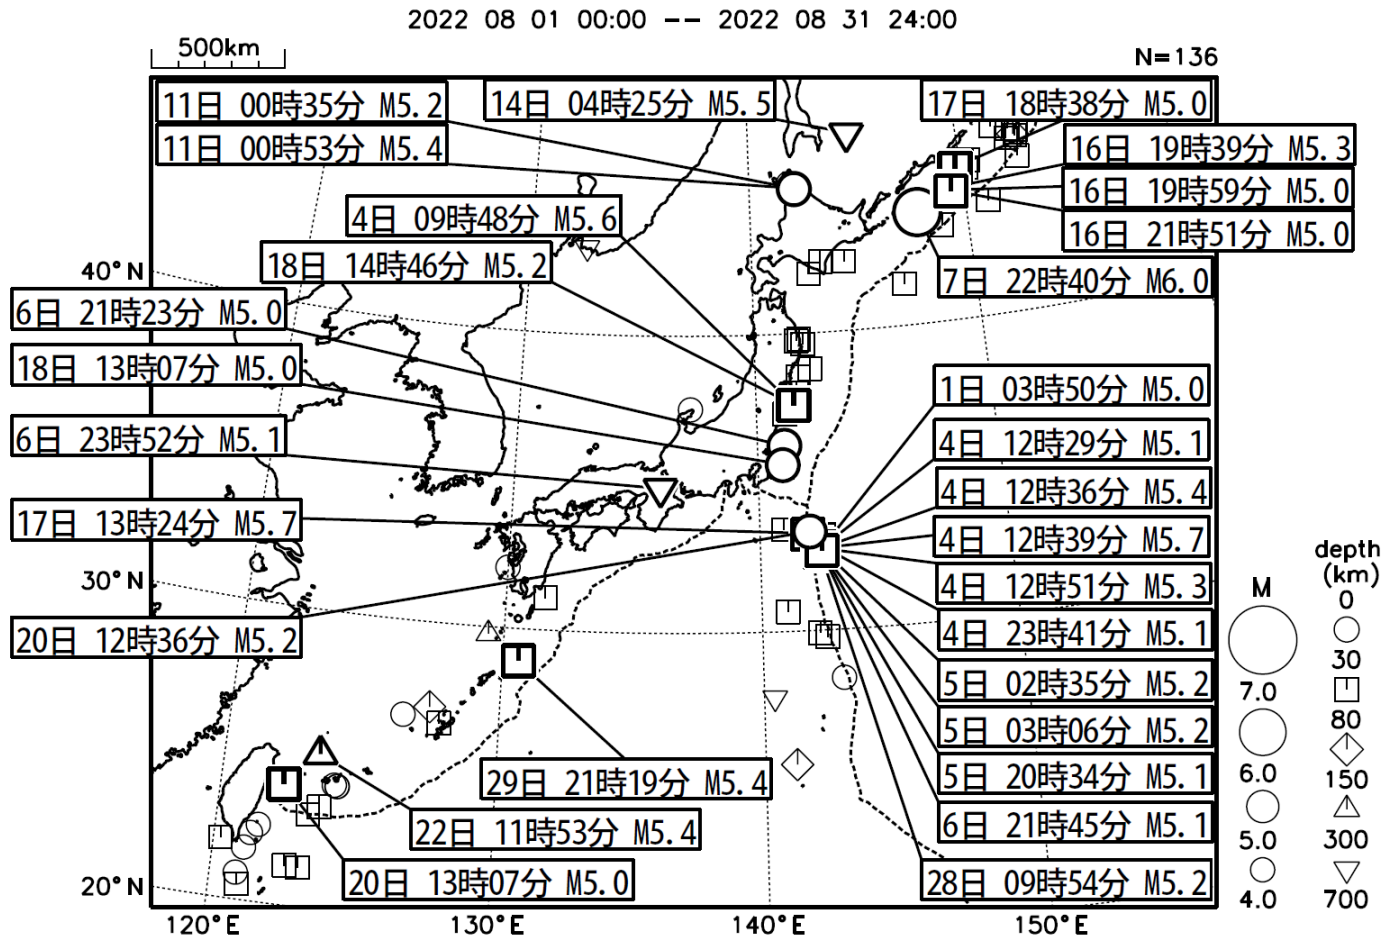 2022 08 01 00:00 -- 2022 08 31 24:00
500km
N=136
11日 00時35分 M5.2
14日 04時25分 M5.5
17日 18時38分 M5.0
11日 00時53分 M5.4
16日 19時39分 M5.3
16日 19時59分 M5.0
4日 09時48分 M5.6
16日 21時51分 M5.0
18日 14時46分 M5.2
40°N
7日 22時40分 M6.0
6日 21時23分 M5.0
18日 13時07分 M5.0
1日 03時50分 M5.0
6日 23時52分 M5.1
4日 12時29分 M5.1
4日 12時36分 M5.4
17日 13時24分 M5.7
4日 12時39分 M5.7
30°N
4日 12時51分 M5.3
20日 12時36分 M5.2
4日 23時41分 M5.1
5日 02時35分 M5.2
5日 03時06分 M5.2
29日 21時19分 M5.4
5日 20時34分 M5.1
22日 11時53分 M5.4
6日 21時45分 M5.1
20日 13時07分 M5.0
28日 09時54分 M5.2
20°N
120°E
130°E
140°E
150°E
M
7.0
6.0
5.0
4.0
depth
(km)
0
30
80
150
300
700